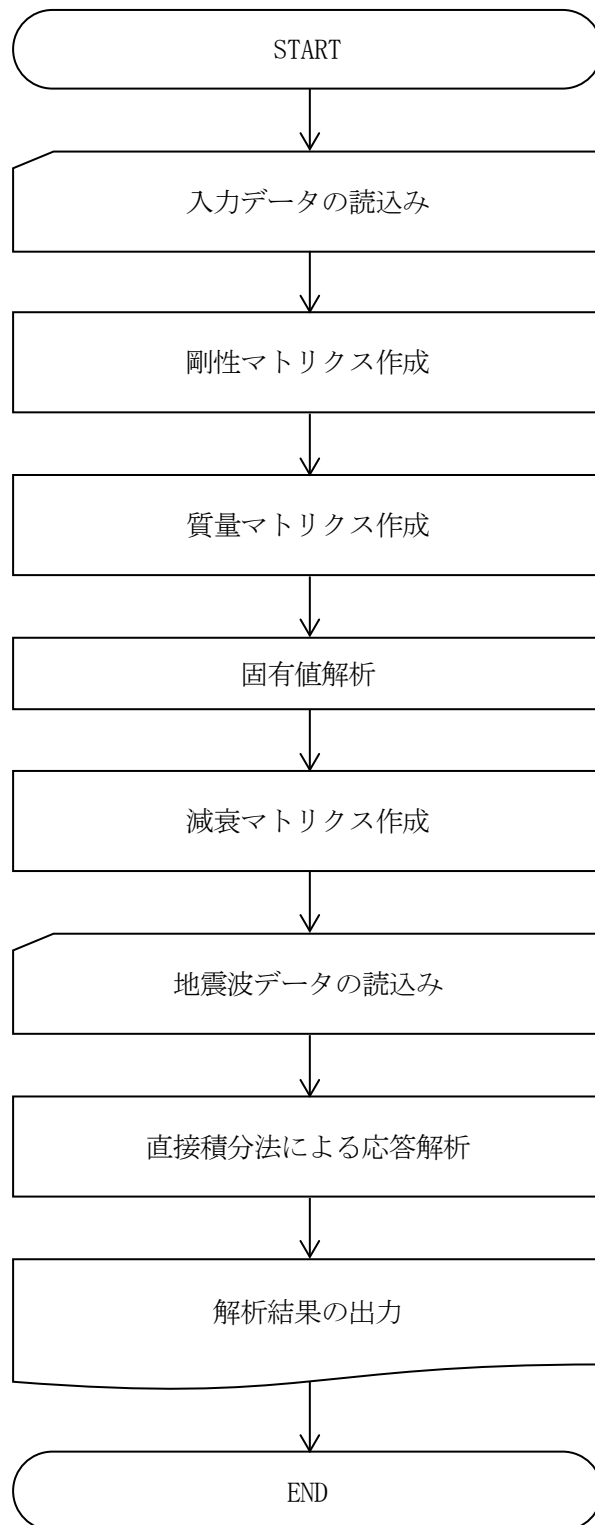 START
入力データの読込み
剛性マトリクス作成
質量マトリクス作成
固有値解析
減衰マトリクス作成
地震波データの読込み
直接積分法による応答解析
解析結果の出力
END